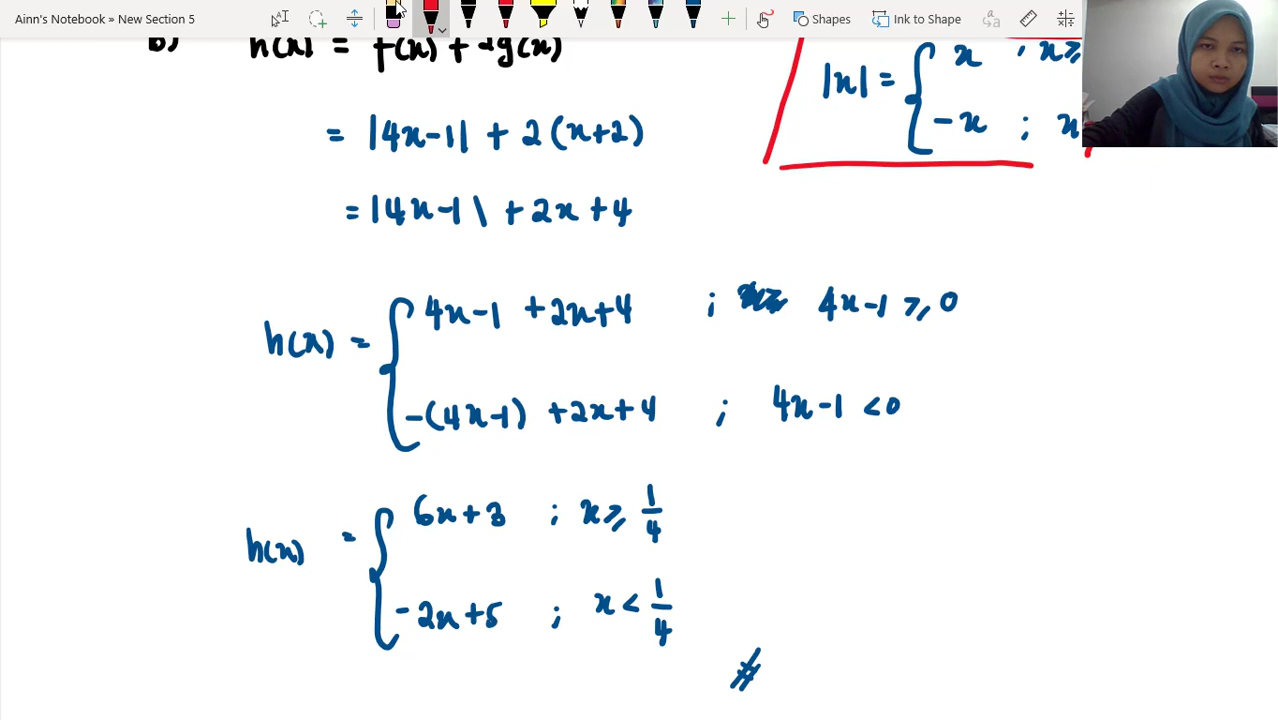 Ainn's Notebook » New Section 5
Shapes
Ink to Shape
b) h(x) = f(x) + 2g(x)
|x| = { x ; x ≥
-x ; x
= |4x-1| + 2(x+2)
= |4x-1| + 2x + 4
h(x) = { 4x-1 + 2x+4 ; 4x-1 ≥ 0
-(4x-1) + 2x+4 ; 4x-1 < 0
h(x) = { 6x+3 ; x ≥ 1/4
-2x+5 ; x < 1/4
#